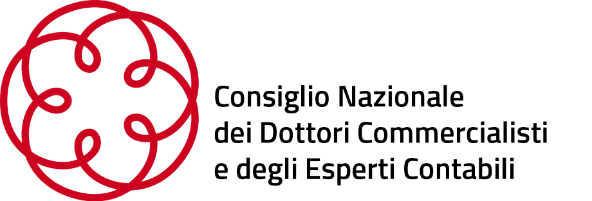 Consiglio Nazionale
dei Dottori Commercialisti
e degli Esperti Contabili